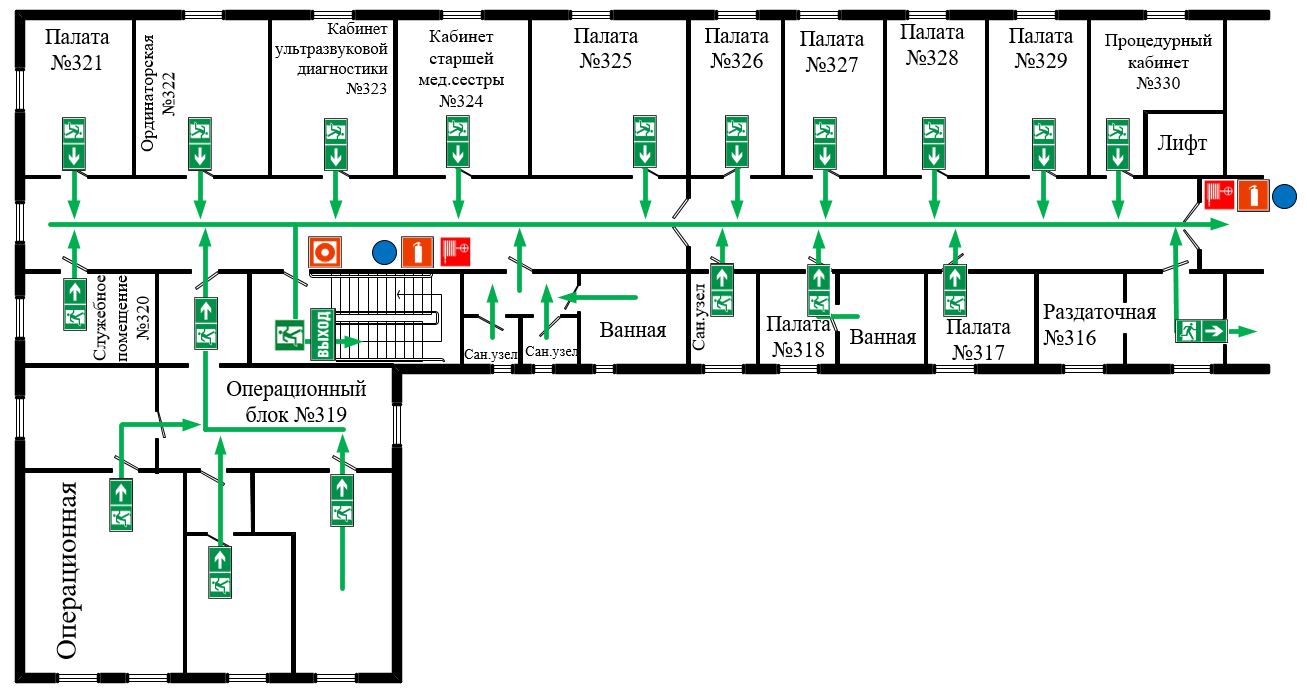 Палата
№321
Ординаторская
№322
Кабинет
ультразвуковой
диагностики
№323
Кабинет
старшей
мед.сестры
№324
Палата
№325
Палата
№326
Палата
№327
Палата
№328
Палата
№329
Процедурный
кабинет
№330
Лифт
Служебное
помещение
№320
ВЫХОД
Сан.узел
Сан.узел
Ванная
Сан.узел
Палата
№318
Ванная
Палата
№317
Раздаточная
№316
Операционный
блок №319
Операционная